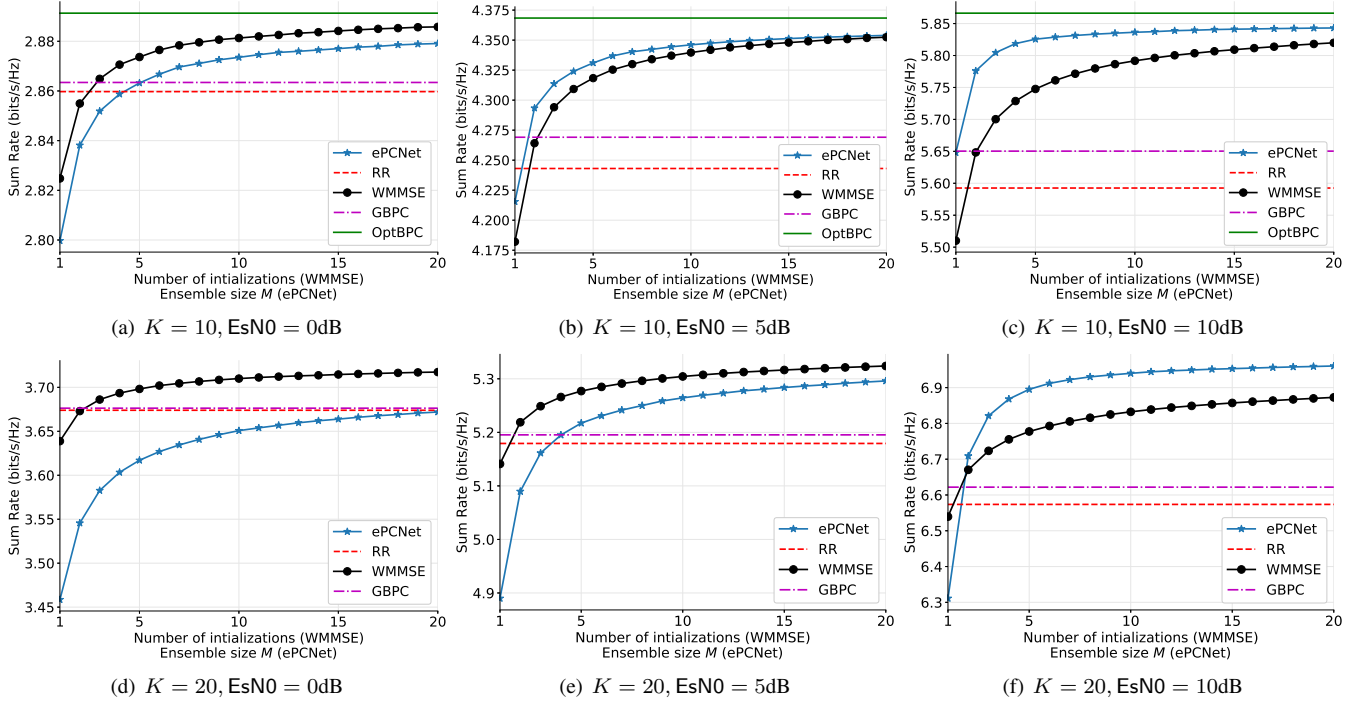 2.88
2.86
2.84
2.82
2.80
Sum Rate (bits/s/Hz)
ePCNet
RR
WMMSE
GBPC
OptBPC
1 5 10 15 20
Number of intializations (WMMSE)
Ensemble size M (ePCNet)
(a) K = 10, EsN0 = 0dB
4.375
4.350
4.325
4.300
4.275
4.250
4.225
4.200
4.175
Sum Rate (bits/s/Hz)
ePCNet
RR
WMMSE
GBPC
OptBPC
1 5 10 15 20
Number of intializations (WMMSE)
Ensemble size M (ePCNet)
(b) K = 10, EsN0 = 5dB
5.85
5.80
5.75
5.70
5.65
5.60
5.55
5.50
Sum Rate (bits/s/Hz)
ePCNet
RR
WMMSE
GBPC
OptBPC
1 5 10 15 20
Number of intializations (WMMSE)
Ensemble size M (ePCNet)
(c) K = 10, EsN0 = 10dB
3.70
3.65
3.60
3.55
3.50
3.45
Sum Rate (bits/s/Hz)
ePCNet
RR
WMMSE
GBPC
1 5 10 15 20
Number of intializations (WMMSE)
Ensemble size M (ePCNet)
(d) K = 20, EsN0 = 0dB
5.3
5.2
5.1
5.0
4.9
Sum Rate (bits/s/Hz)
ePCNet
RR
WMMSE
GBPC
1 5 10 15 20
Number of intializations (WMMSE)
Ensemble size M (ePCNet)
(e) K = 20, EsN0 = 5dB
6.9
6.8
6.7
6.6
6.5
6.4
6.3
Sum Rate (bits/s/Hz)
ePCNet
RR
WMMSE
GBPC
1 5 10 15 20
Number of intializations (WMMSE)
Ensemble size M (ePCNet)
(f) K = 20, EsN0 = 10dB